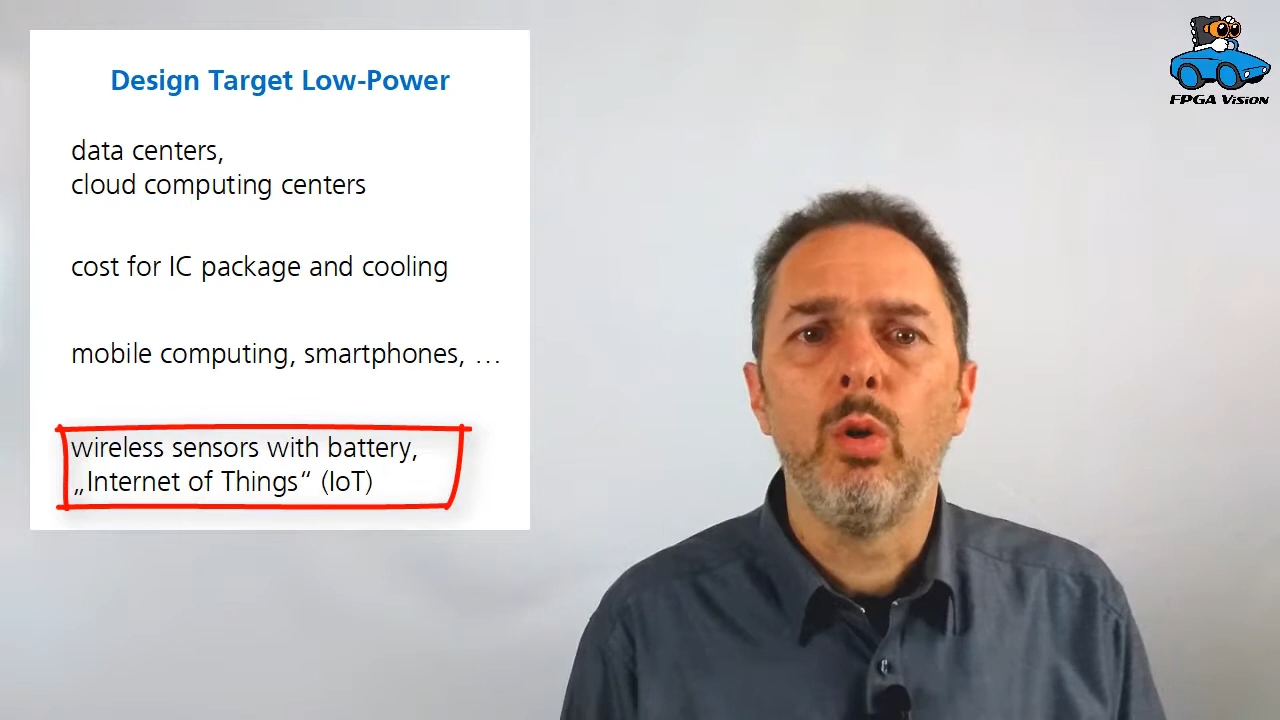 Design Target Low-Power
data centers,
cloud computing centers
cost for IC package and cooling
mobile computing, smartphones, …
wireless sensors with battery,
„Internet of Things“ (IoT)
FPGA Vision